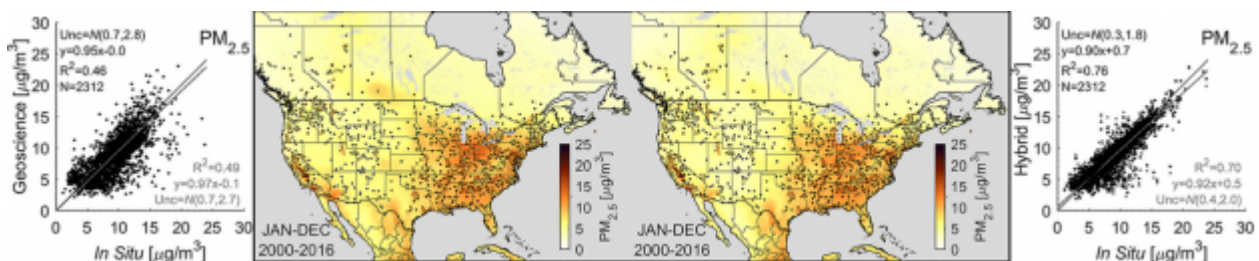 Geoscience [μg/m³]
30
25
20
15
10
5
0
Unc=N(0.7,2.8)
y=0.95x-0.0
R²=0.46
N=2312
PM2.5
R²=0.49
y=0.97x-0.1
Unc=N(0.7,2.7)
0 5 10 15 20 25 30
In Situ [μg/m³]
JAN-DEC
2000-2016
25
20
15
10
5
0
PM2.5 [μg/m³]
JAN-DEC
2000-2016
25
20
15
10
5
0
PM2.5 [μg/m³]
Hybrid [μg/m³]
30
25
20
15
10
5
0
Unc=N(0.3,1.8)
y=0.90x+0.7
R²=0.76
N=2312
PM2.5
R²=0.70
y=0.92x+0.5
Unc=N(0.4,2.0)
0 5 10 15 20 25 30
In Situ [μg/m³]